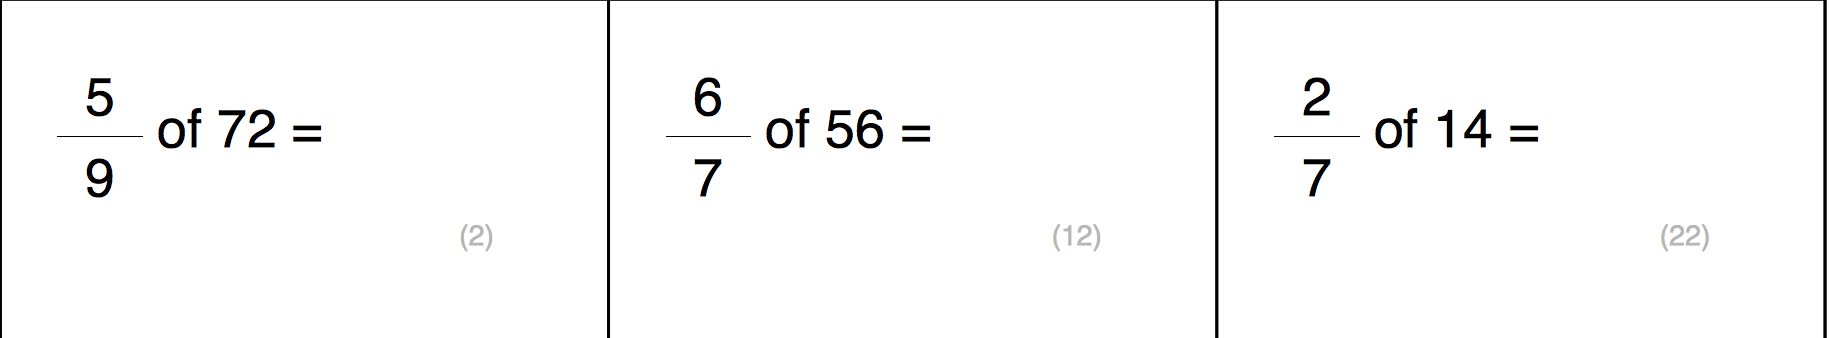 5/9 of 72 =
(2)
6/7 of 56 =
(12)
2/7 of 14 =
(22)